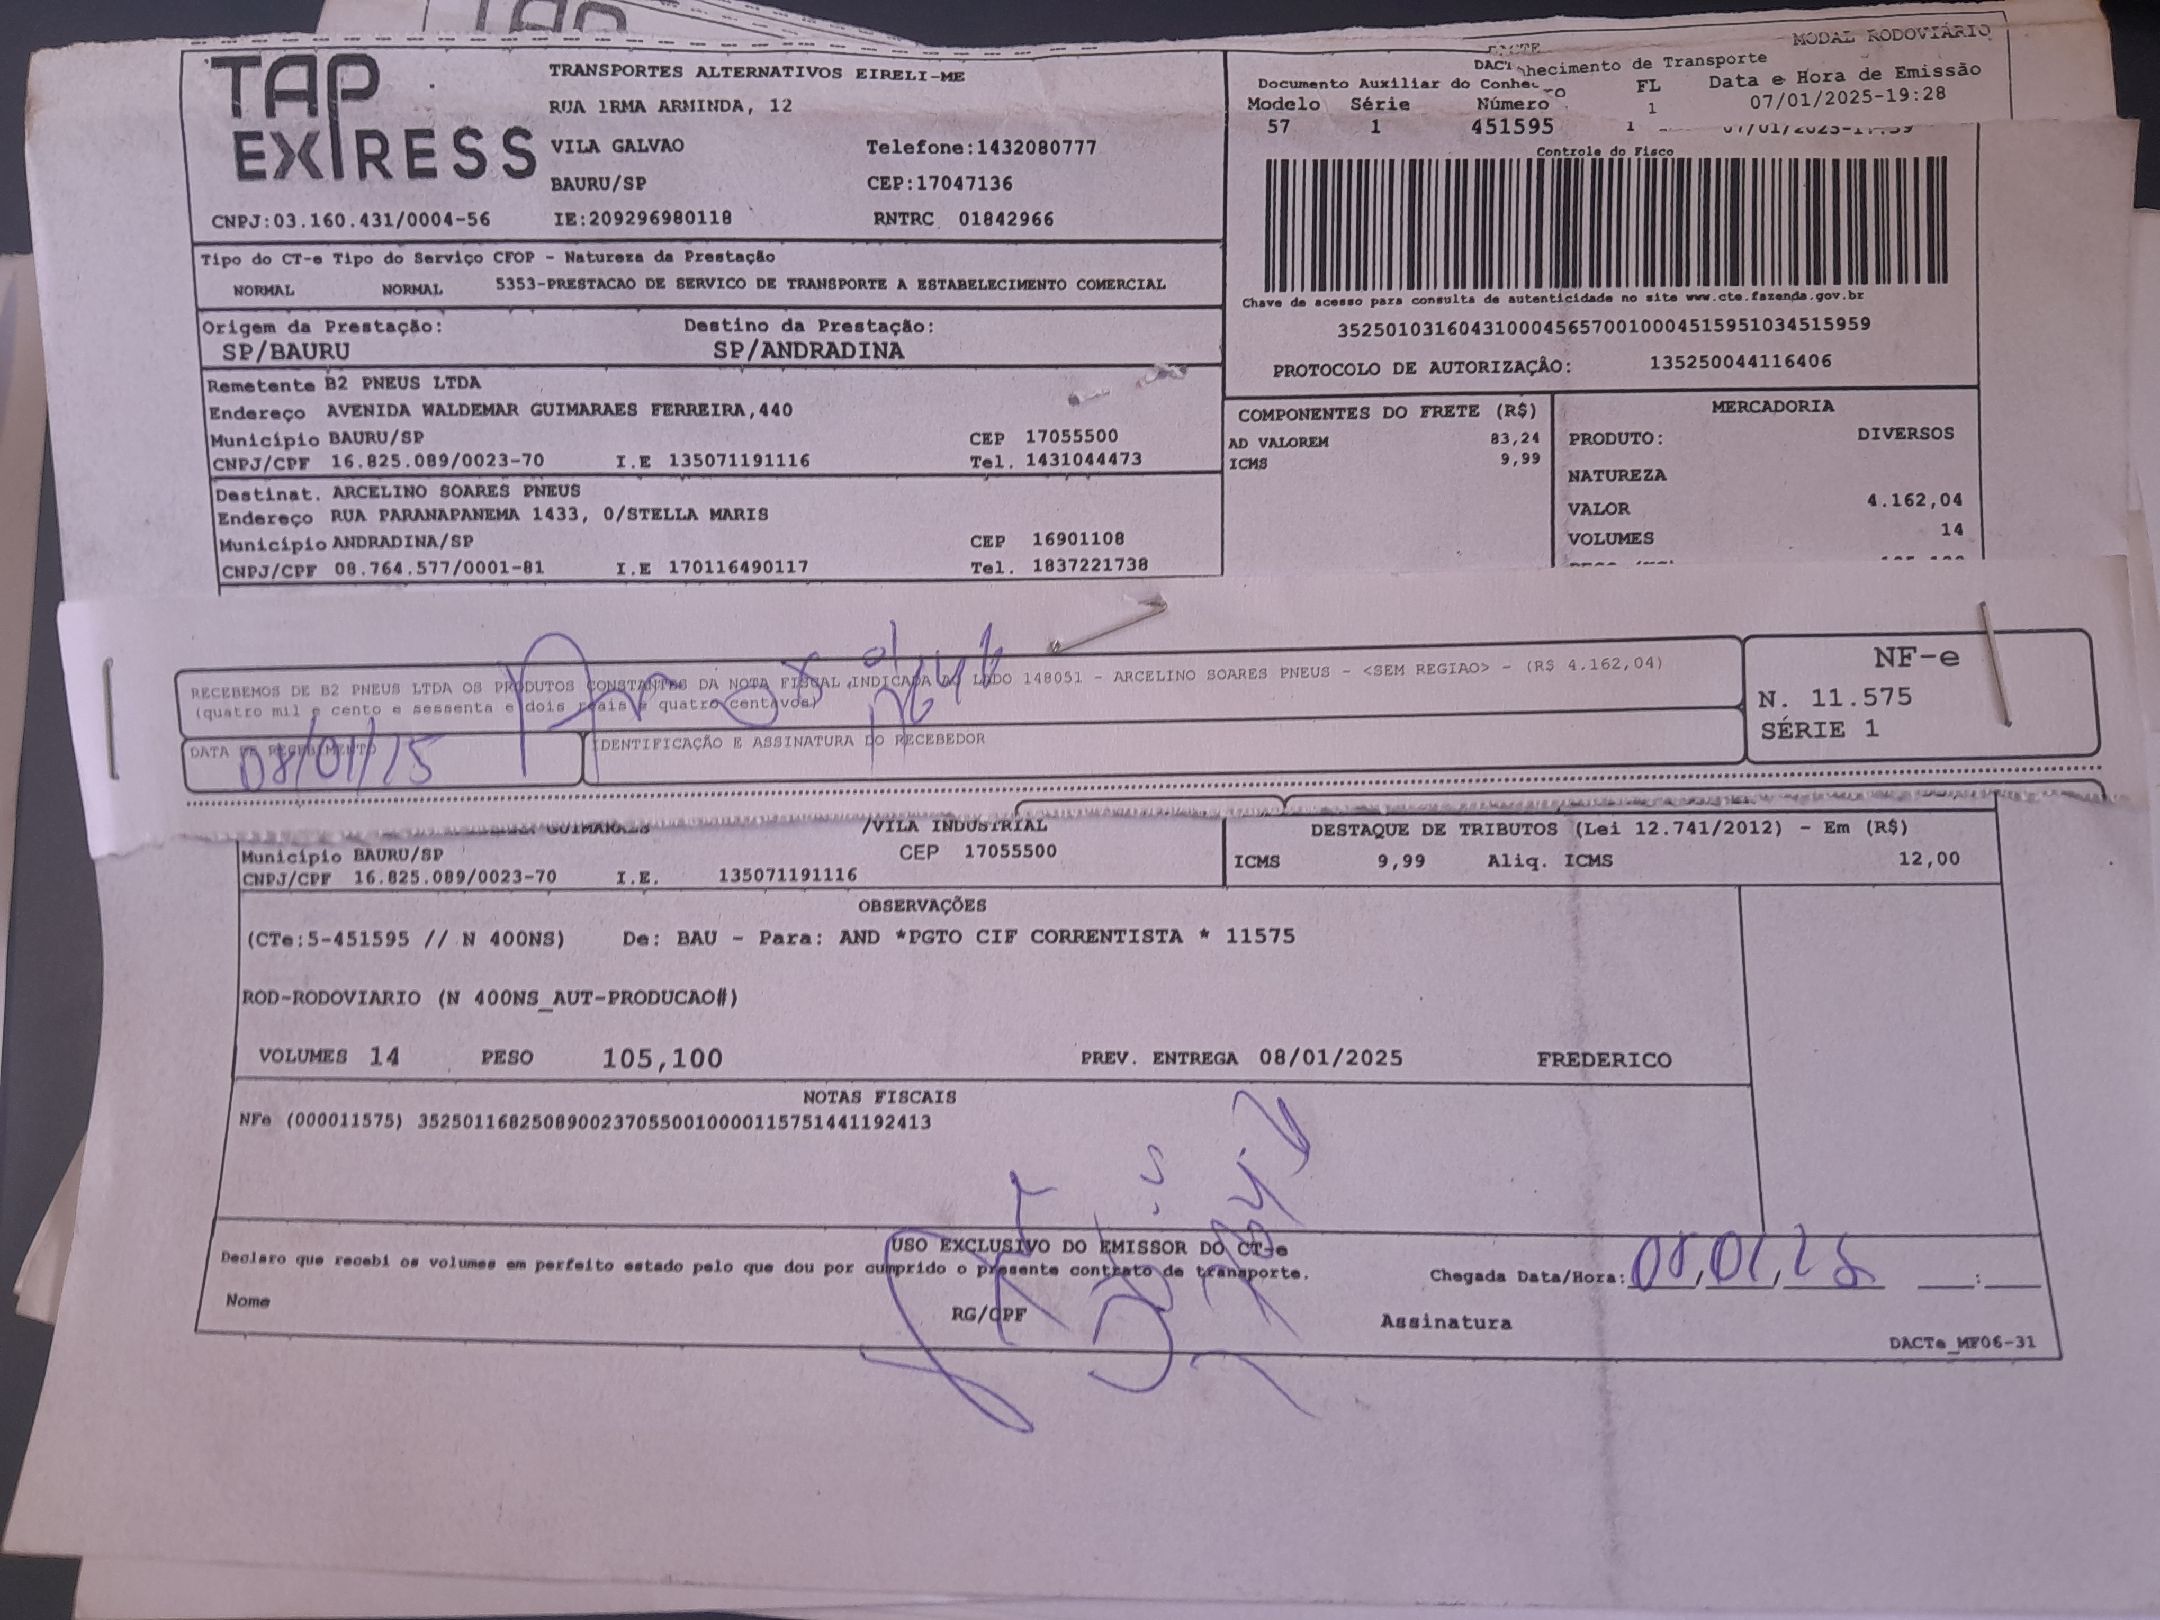 TAP
EXPRESS
TRANSPORTES ALTERNATIVOS EIRELI-ME
RUA IRMA ARMINDA, 12
VILA GALVAO Telefone:1432080777
BAURU/SP CEP:17047136
CNPJ:03.160.431/0004-56 IE:209296980118 RNTRC 01842966
MODAL RODOVIÁRIO
DACTE
Conhecimento de Transporte
Documento Auxiliar do
Modelo Série Número FL Data e Hora de Emissão
57 1 451595 1 07/01/2025-19:28
Controle do Fisco
Chave de acesso para consulta de autenticidade no site www.cte.fazenda.gov.br
35250103160431000456570010004515951034515959
PROTOCOLO DE AUTORIZAÇÃO: 135250044116406
Tipo do CT-e Tipo do Serviço CFOP - Natureza da Prestação
NORMAL NORMAL 5353-PRESTACAO DE SERVICO DE TRANSPORTE A ESTABELECIMENTO COMERCIAL
Origem da Prestação: Destino da Prestação:
SP/BAURU SP/ANDRADINA
Remetente B2 PNEUS LTDA
Endereço AVENIDA WALDEMAR GUIMARAES FERREIRA,440
Município BAURU/SP CEP 17055500
CNPJ/CPF 16.825.089/0023-70 I.E 135071191116 Tel. 1431044473
Destinat. ARCELINO SOARES PNEUS
Endereço RUA PARANAPANEMA 1433, 0/STELLA MARIS
Município ANDRADINA/SP CEP 16901108
CNPJ/CPF 08.764.577/0001-81 I.E 170116490117 Tel. 1837221738
COMPONENTES DO FRETE (R$)
AD VALOREM 83,24
ICMS 9,99
MERCADORIA
PRODUTO: DIVERSOS
NATUREZA
VALOR 4.162,04
VOLUMES 14
RECEBEMOS DE B2 PNEUS LTDA OS PRODUTOS CONSTANTES DA NOTA FISCAL INDICADA AO LADO 148051 - ARCELINO SOARES PNEUS - <SEM REGIAO> - (R$ 4.162,04)
(quatro mil e cento e sessenta e dois reais e quatro centavos)
DATA DE RECEBIMENTO IDENTIFICAÇÃO E ASSINATURA DO RECEBEDOR
08/01/25
NF-e
N. 11.575
SÉRIE 1
GUIMARAES /VILA INDUSTRIAL
Município BAURU/SP CEP 17055500
CNPJ/CPF 16.825.089/0023-70 I.E. 135071191116
DESTAQUE DE TRIBUTOS (Lei 12.741/2012) - Em (R$)
ICMS 9,99 Aliq. ICMS 12,00
OBSERVAÇÕES
(CTe:5-451595 // N 400NS) De: BAU - Para: AND *PGTO CIF CORRENTISTA * 11575
ROD-RODOVIARIO (N 400NS_AUT-PRODUCAO#)
VOLUMES 14 PESO 105,100 PREV. ENTREGA 08/01/2025 FREDERICO
NOTAS FISCAIS
NFe (000011575) 35250116825089002370550010000115751441192413
USO EXCLUSIVO DO EMISSOR DO CT-e
Declaro que recebi os volumes em perfeito estado pelo que dou por cumprido o presente contrato de transporte. Chegada Data/Hora: 08,01,25 :
Nome RG/CPF Assinatura
DACTe_MF06-31